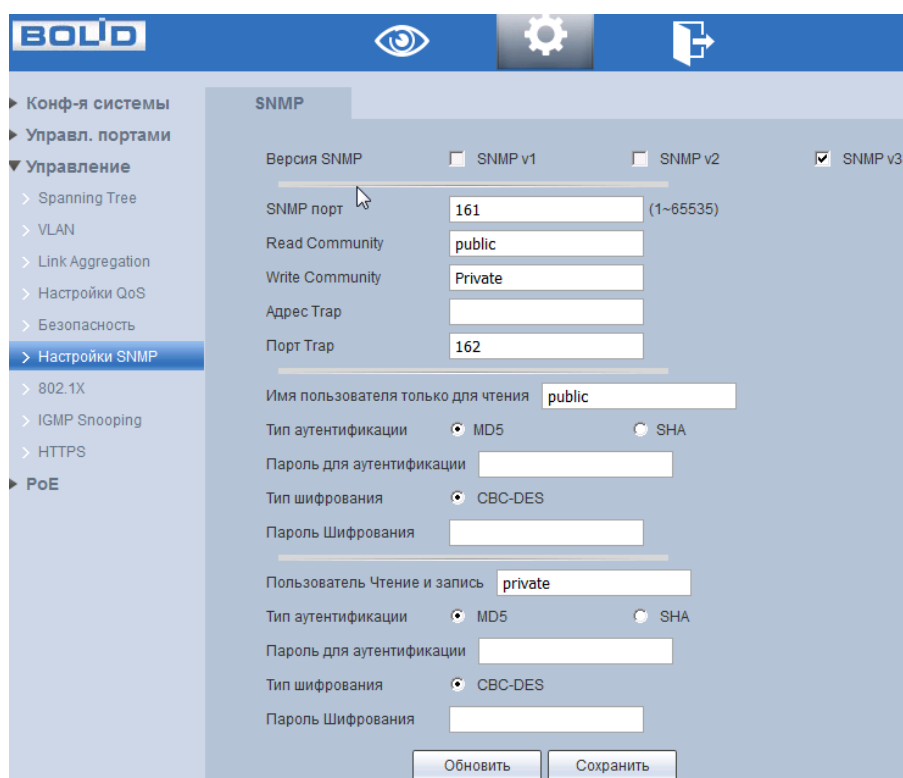 BOLID
Конф-я системы
Управл. портами
Управление
Spanning Tree
VLAN
Link Aggregation
Настройки QoS
Безопасность
Настройки SNMP
802.1X
IGMP Snooping
HTTPS
PoE
SNMP
Версия SNMP SNMP v1 SNMP v2 SNMP v3
SNMP порт 161 (1~65535)
Read Community public
Write Community Private
Адрес Trap
Порт Trap 162
Имя пользователя только для чтения public
Тип аутентификации MD5 SHA
Пароль для аутентификации
Тип шифрования CBC-DES
Пароль Шифрования
Пользователь Чтение и запись private
Тип аутентификации MD5 SHA
Пароль для аутентификации
Тип шифрования CBC-DES
Пароль Шифрования
Обновить Сохранить